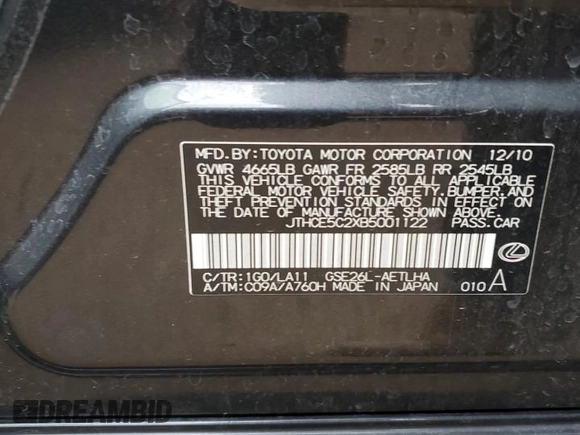 MFD. BY: TOYOTA MOTOR CORPORATION 12/10
GVWR 4665LB GAWR FR 2585LB RR 2545LB
THIS VEHICLE CONFORMS TO ALL APPLICABLE
FEDERAL MOTOR VEHICLE SAFETY, BUMPER, AND
THEFT PREVENTION STANDARDS IN EFFECT ON
THE DATE OF MANUFACTURE SHOWN ABOVE.
JTHCE5C2XB5001122 PASS. CAR
C/TR: 1G0/LA11 GSE26L-AETLHA
A/TM: C09A/A760H MADE IN JAPAN 010 A
DREAMBID